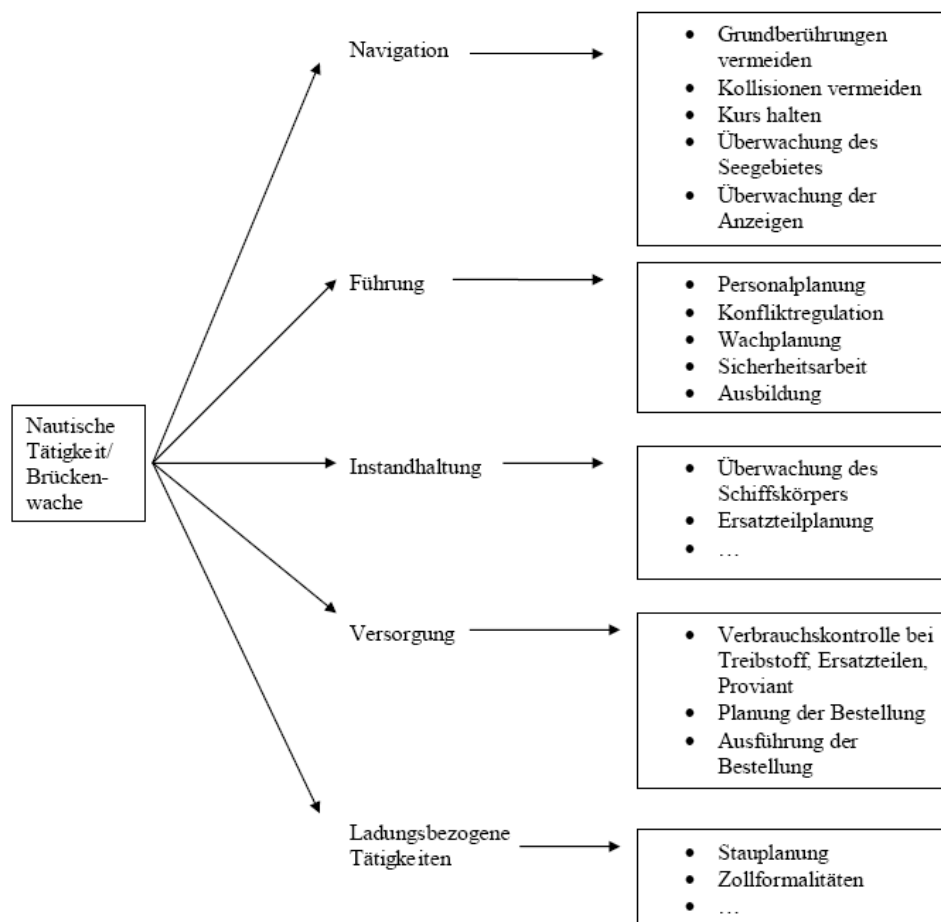 Navigation
• Grundberührungen
vermeiden
• Kollisionen vermeiden
• Kurs halten
• Überwachung des
Seegebietes
• Überwachung der
Anzeigen
Führung
• Personalplanung
• Konfliktregulation
• Wachplanung
• Sicherheitsarbeit
• Ausbildung
Nautische
Tätigkeit/
Brücken-
wache
Instandhaltung
• Überwachung des
Schiffskörpers
• Ersatzteilplanung
• …
Versorgung
• Verbrauchskontrolle bei
Treibstoff, Ersatzteilen,
Proviant
• Planung der Bestellung
• Ausführung der
Bestellung
Ladungsbezogene
Tätigkeiten
• Stauplanung
• Zollformalitäten
• …